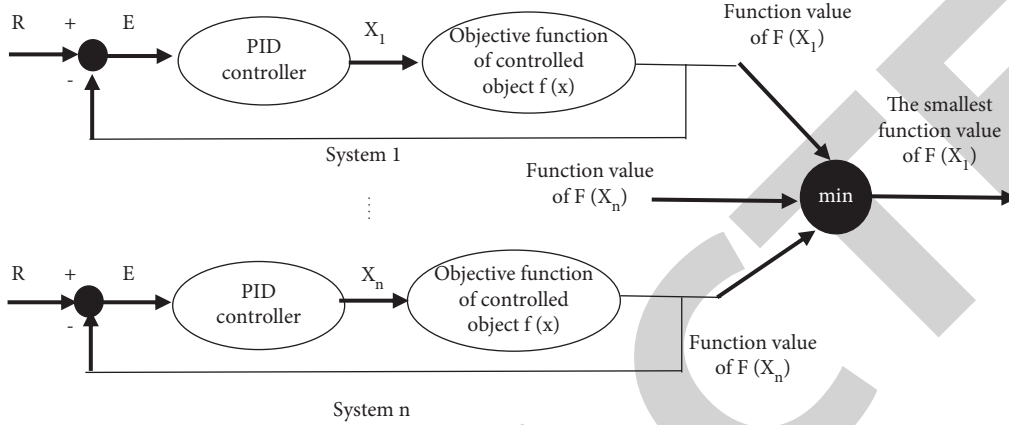 Function value
of F (X₁)
R + E
PID
controller
X₁
Objective function
of controlled
object f (x)
-
System 1
The smallest
function value
of F (X₁)
Function value
of F (Xₙ)
min
R + E
PID
controller
Xₙ
Objective function
of controlled
object f (x)
-
Function value
of F (Xₙ)
System n